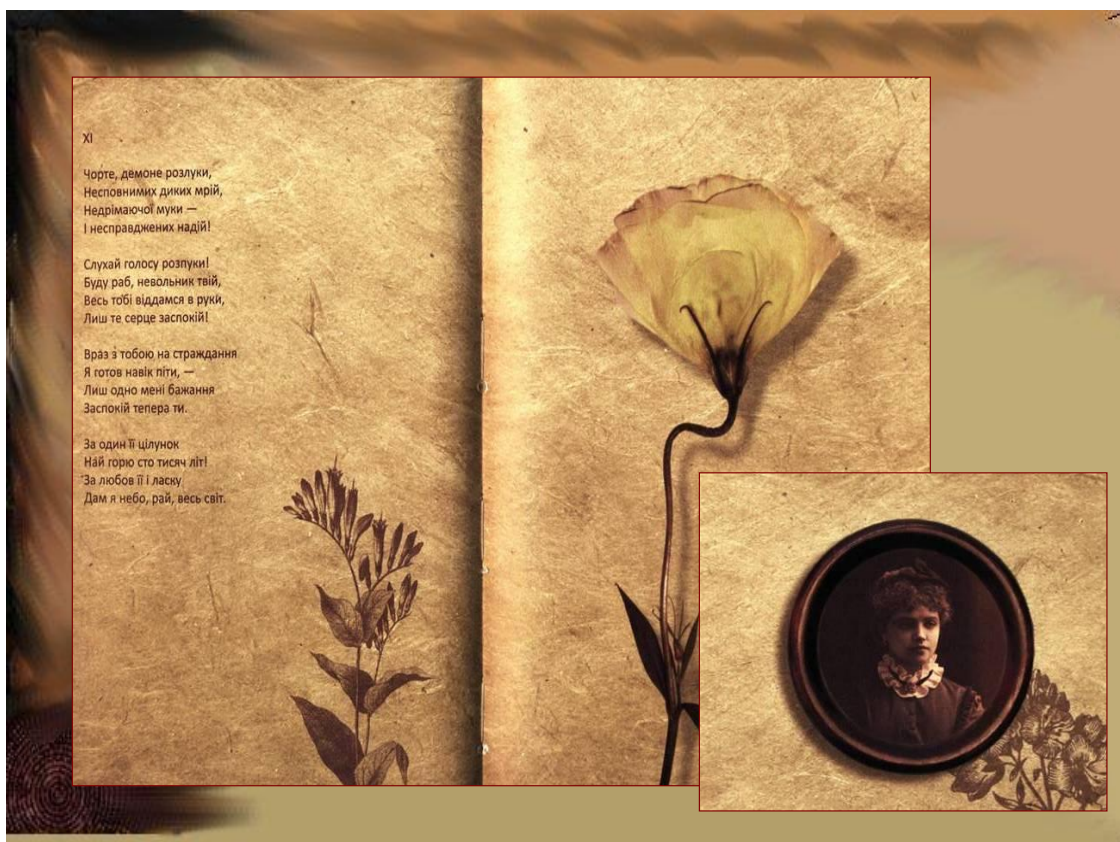 XI
Чорте, демоне розлуки,
Несповнимих диких мрій,
Недрімаючої муки —
І несправджених надій!
Слухай голосу розпуки!
Буду раб, невольник твій,
Весь тобі віддамся в руки,
Лиш те серце заспокій!
Враз з тобою на страждання
Я готов навік піти, —
Лиш одно мені бажання
Заспокій тепера ти.
За один її цілунок
Най горю сто тисяч літ!
За любов її і ласку
Дам я небо, рай, весь світ.